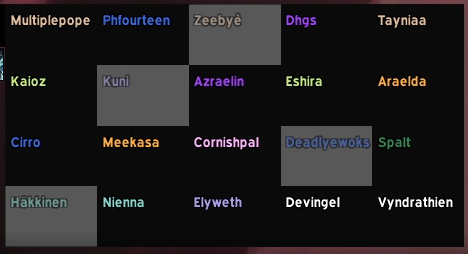 Multiplepope Phfourteen Zeebyè Dhgs Tayniaa
Kaioz Kuni Azraelin Eshira Araelda
Cirro Meekasa Cornishpal Deadlyewoks Spalt
Häkkinen Nienna Elyweth Devingel Vyndrathien